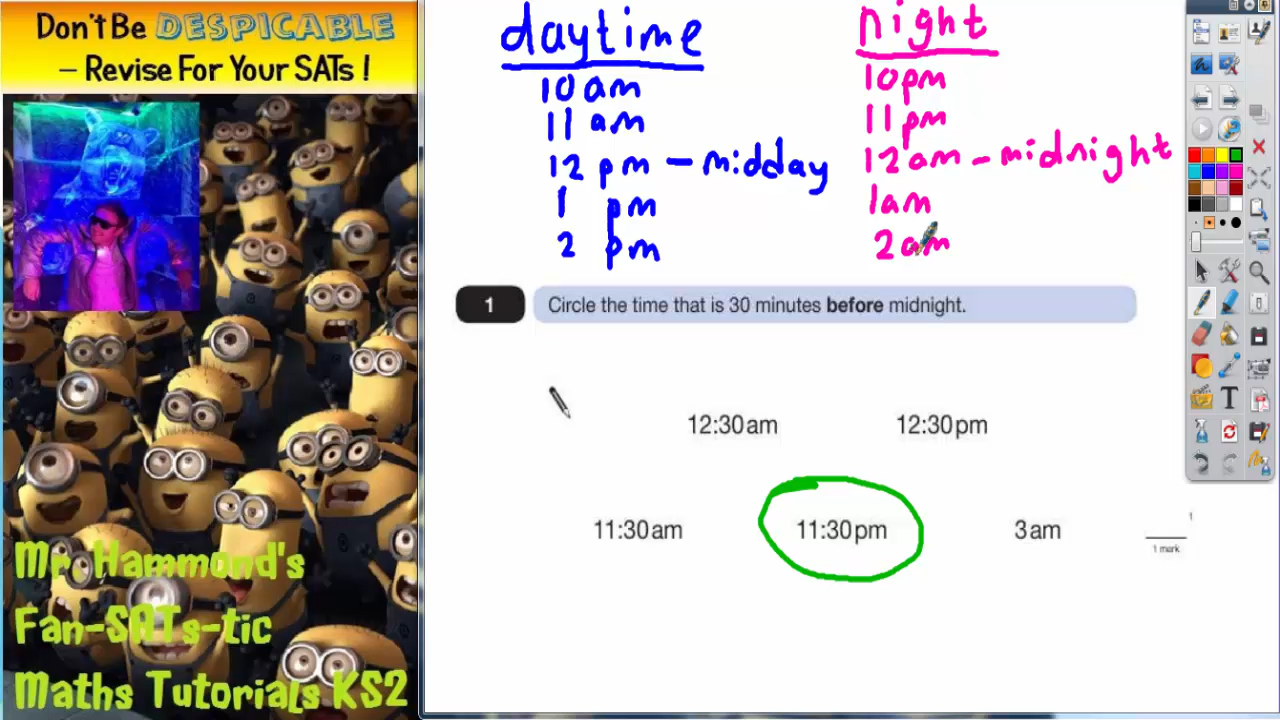 Don't Be DESPICABLE
– Revise For Your SATs !
Mr. Hammond's
Fan-SATs-tic
Maths Tutorials KS2
daytime
10 am
11 am
12 pm – midday
1 pm
2 pm
night
10pm
11pm
12am – midnight
1am
2am
1 Circle the time that is 30 minutes before midnight.
12:30am 12:30pm
11:30am 11:30pm 3am
1
1 mark